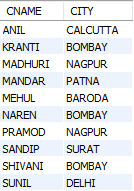 CNAME CITY
ANIL CALCUTTA
KRANTI BOMBAY
MADHURI NAGPUR
MANDAR PATNA
MEHUL BARODA
NAREN BOMBAY
PRAMOD NAGPUR
SANDIP SURAT
SHIVANI BOMBAY
SUNIL DELHI